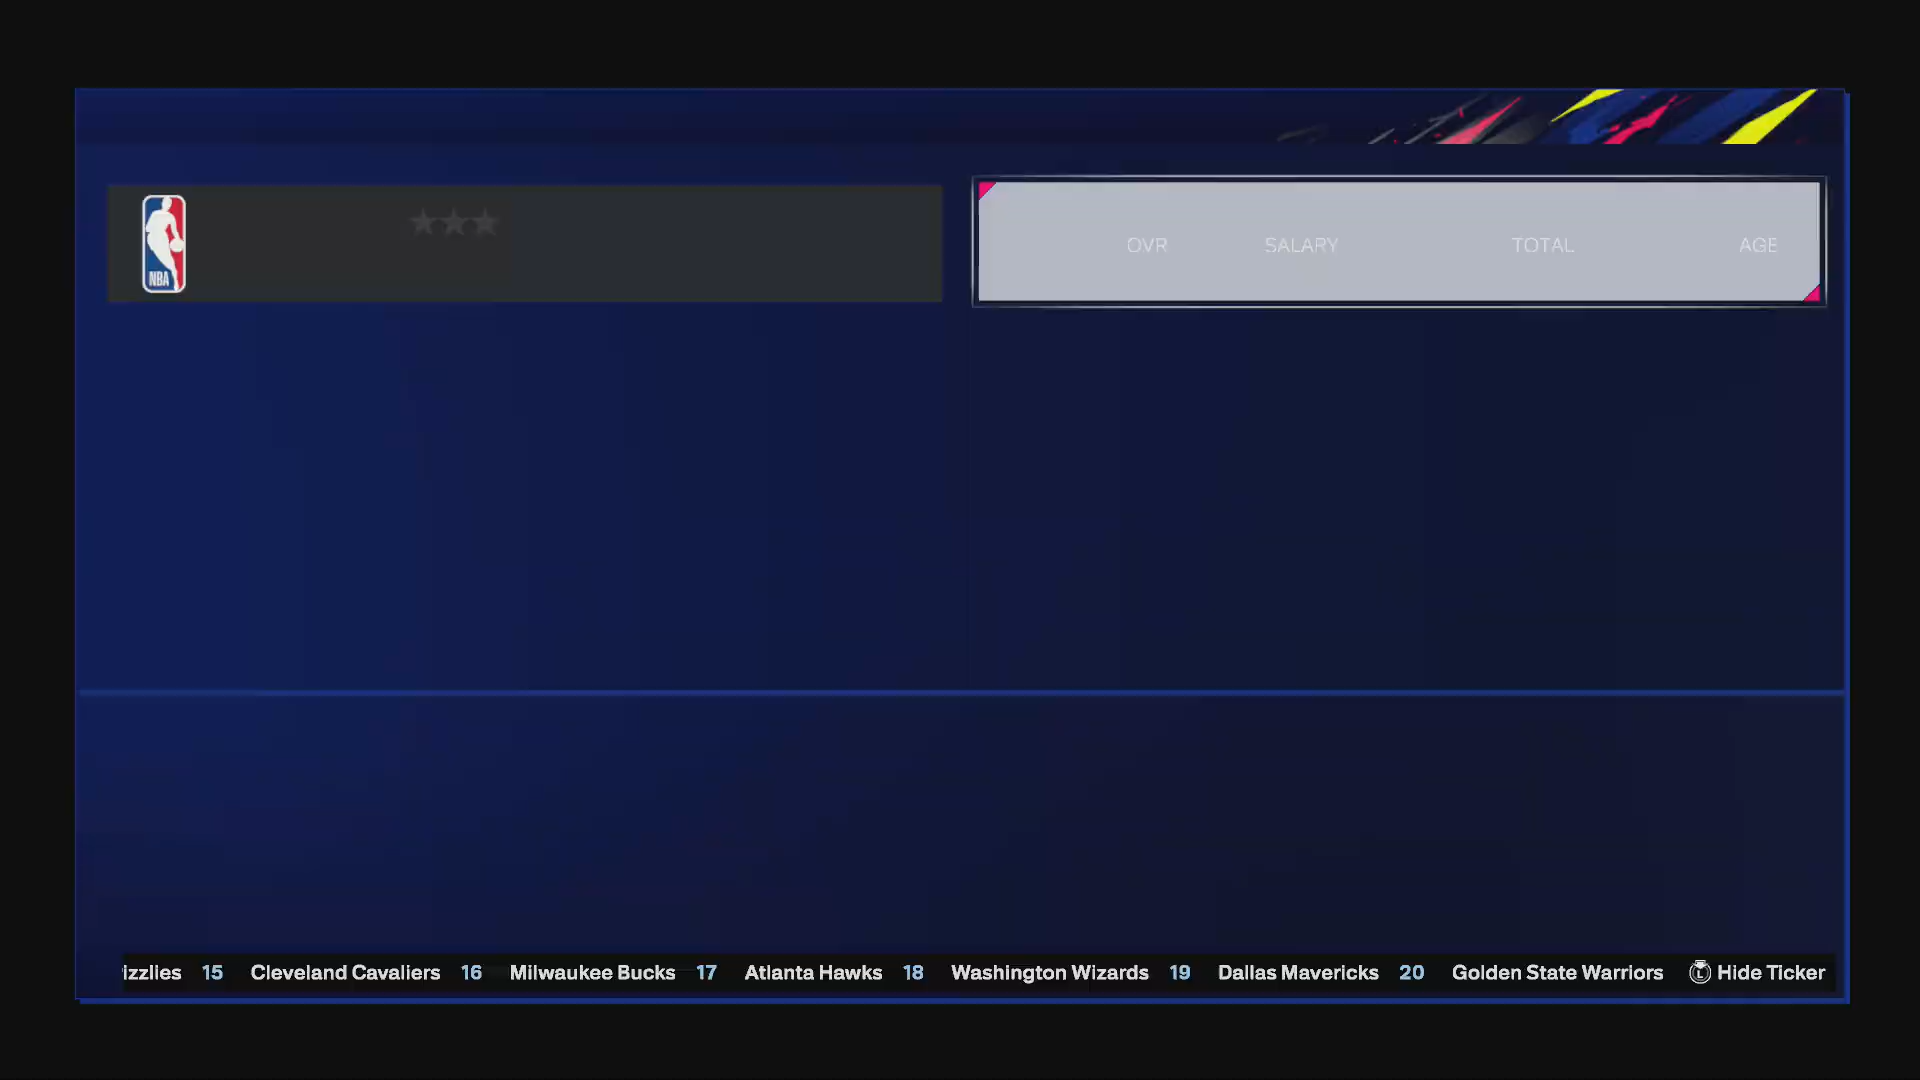 NBA
OVR SALARY TOTAL AGE
izzlies 15 Cleveland Cavaliers 16 Milwaukee Bucks 17 Atlanta Hawks 18 Washington Wizards 19 Dallas Mavericks 20 Golden State Warriors L Hide Ticker